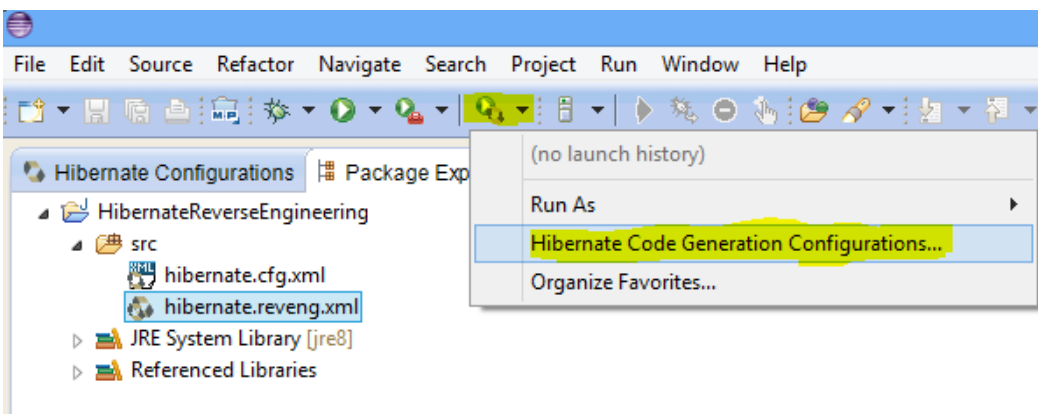 File Edit Source Refactor Navigate Search Project Run Window Help
Hibernate Configurations Package Exp
(no launch history)
Run As
Hibernate Code Generation Configurations...
Organize Favorites...
HibernateReverseEngineering
src
hibernate.cfg.xml
hibernate.reveng.xml
JRE System Library [jre8]
Referenced Libraries